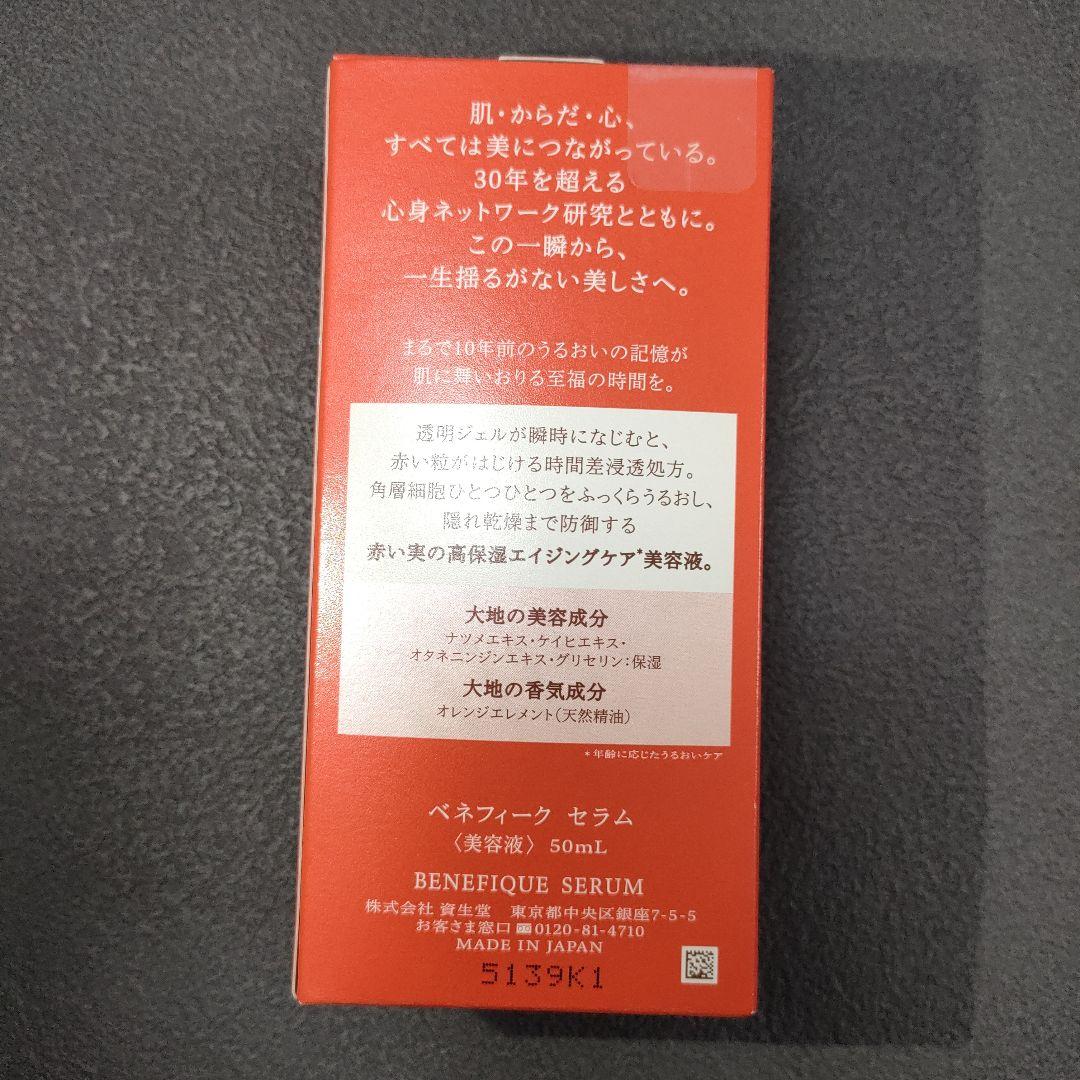 肌・からだ・心、
すべては美につながっている。
30年を超える
心身ネットワーク研究とともに。
この一瞬から、
一生揺るがない美しさへ。
まるで10年前のうるおいの記憶が
肌に舞いおりる至福の時間を。
透明ジェルが瞬時になじむと、
赤い粒がはじける時間差浸透処方。
角層細胞ひとつひとつをふっくらうるおし、
隠れ乾燥まで防御する
赤い実の高保湿エイジングケア*美容液。
大地の美容成分
ナツメエキス・ケイヒエキス・
オタネニンジンエキス・グリセリン：保湿
大地の香気成分
オレンジエレメント（天然精油）
*年齢に応じたうるおいケア
ベネフィーク セラム
〈美容液〉 50mL
BENEFIQUE SERUM
株式会社 資生堂 東京都中央区銀座7-5-5
お客さま窓口 0120-81-4710
MADE IN JAPAN
5139K1